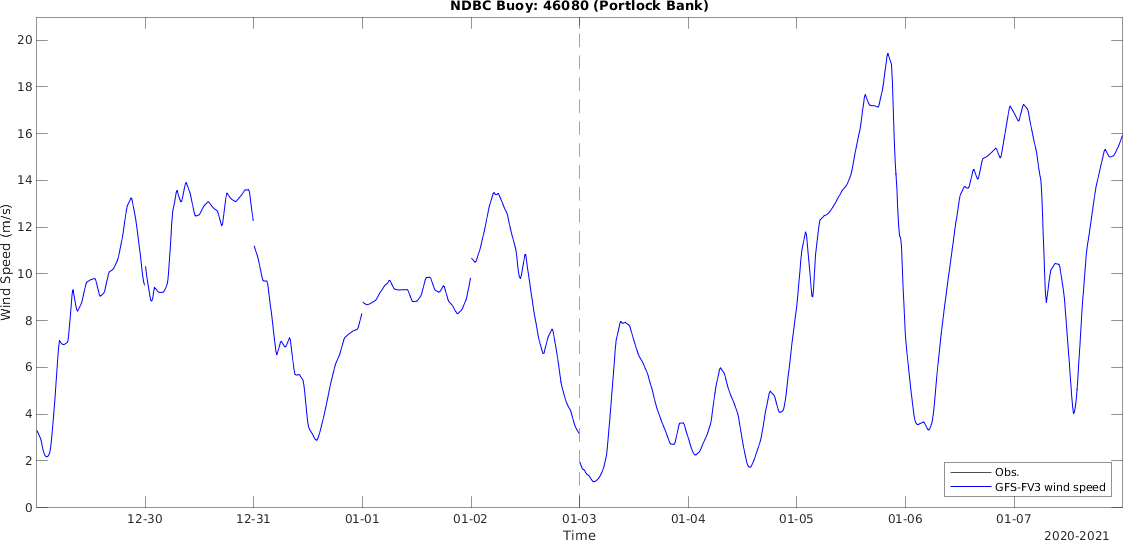 NDBC Buoy: 46080 (Portlock Bank)
Wind Speed (m/s)
20
18
16
14
12
10
8
6
4
2
0
12-30 12-31 01-01 01-02 01-03 01-04 01-05 01-06 01-07
Time
2020-2021
Obs.
GFS-FV3 wind speed